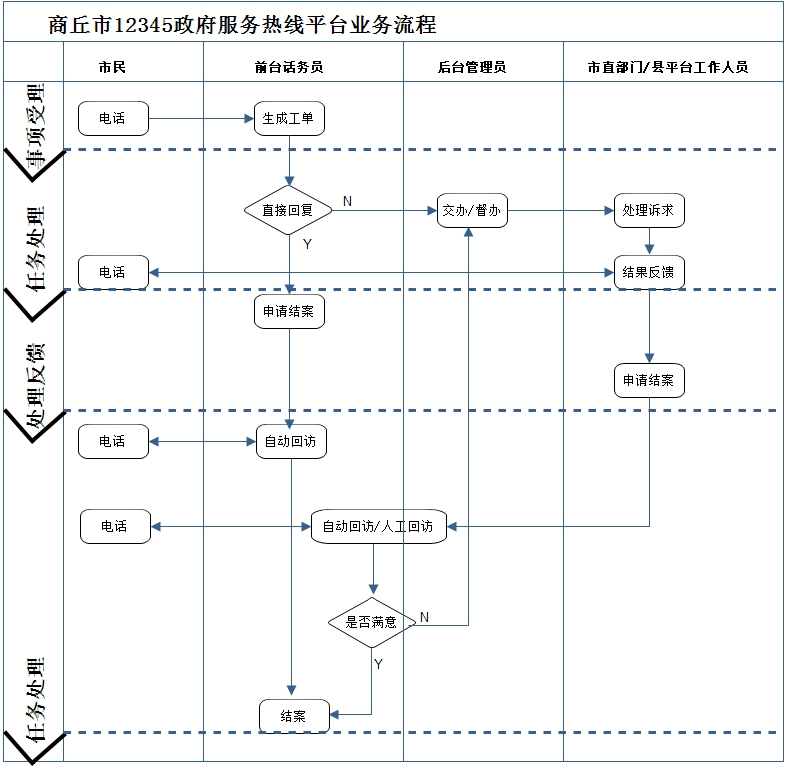 商丘市12345政府服务热线平台业务流程
市民
前台话务员
后台管理员
市直部门/县平台工作人员
事项受理
电话
生成工单
直接回复
N
交办/督办
处理诉求
Y
任务处理
电话
结果反馈
申请结案
处理反馈
申请结案
电话
自动回访
电话
自动回访/人工回访
是否满意
N
Y
任务处理
结案